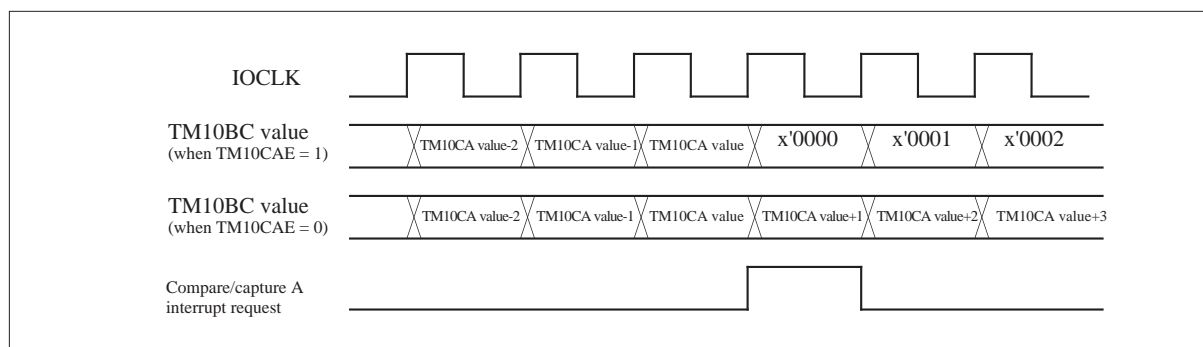 IOCLK
TM10BC value
(when TM10CAE = 1)
TM10CA value-2 TM10CA value-1 TM10CA value x'0000 x'0001 x'0002
TM10BC value
(when TM10CAE = 0)
TM10CA value-2 TM10CA value-1 TM10CA value TM10CA value+1 TM10CA value+2 TM10CA value+3
Compare/capture A
interrupt request